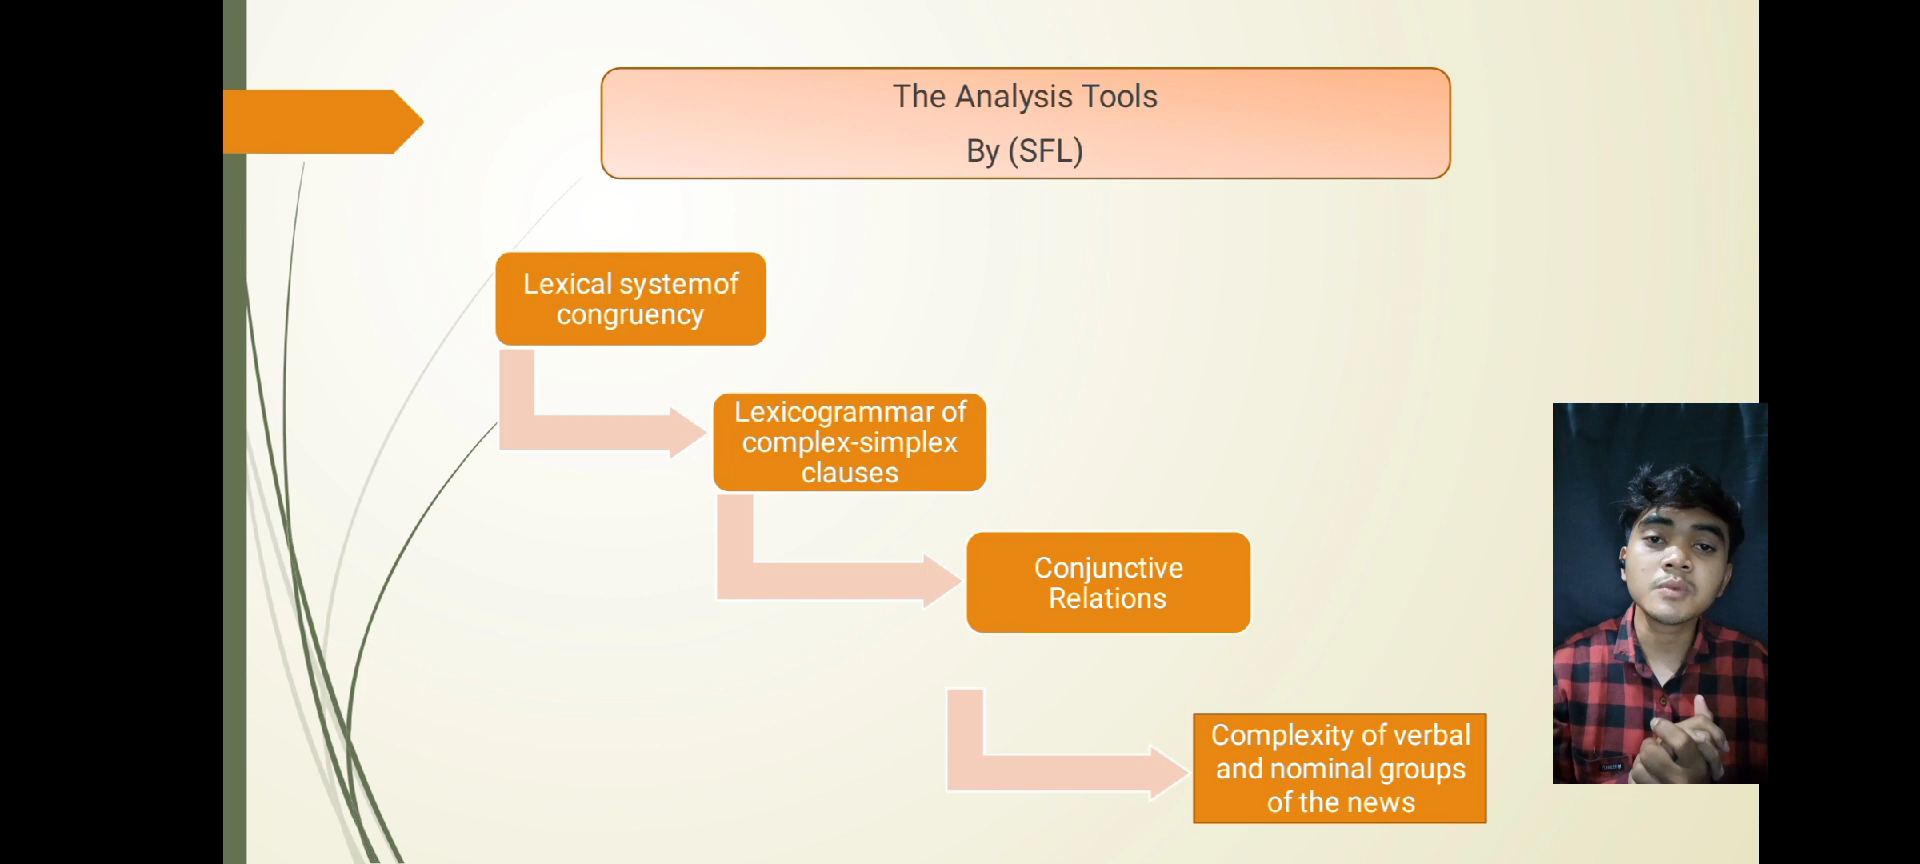 The Analysis Tools
By (SFL)
Lexical systemof
congruency
Lexicogrammar of
complex-simplex
clauses
Conjunctive
Relations
Complexity of verbal
and nominal groups
of the news